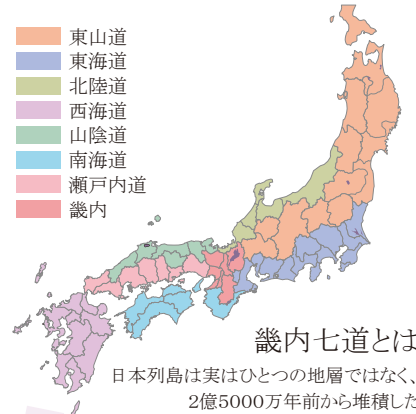 東山道
東海道
北陸道
西海道
山陰道
南海道
瀬戸内道
畿内
畿内七道とは
日本列島は実はひとつの地層ではなく、
2億5000万年前から堆積した